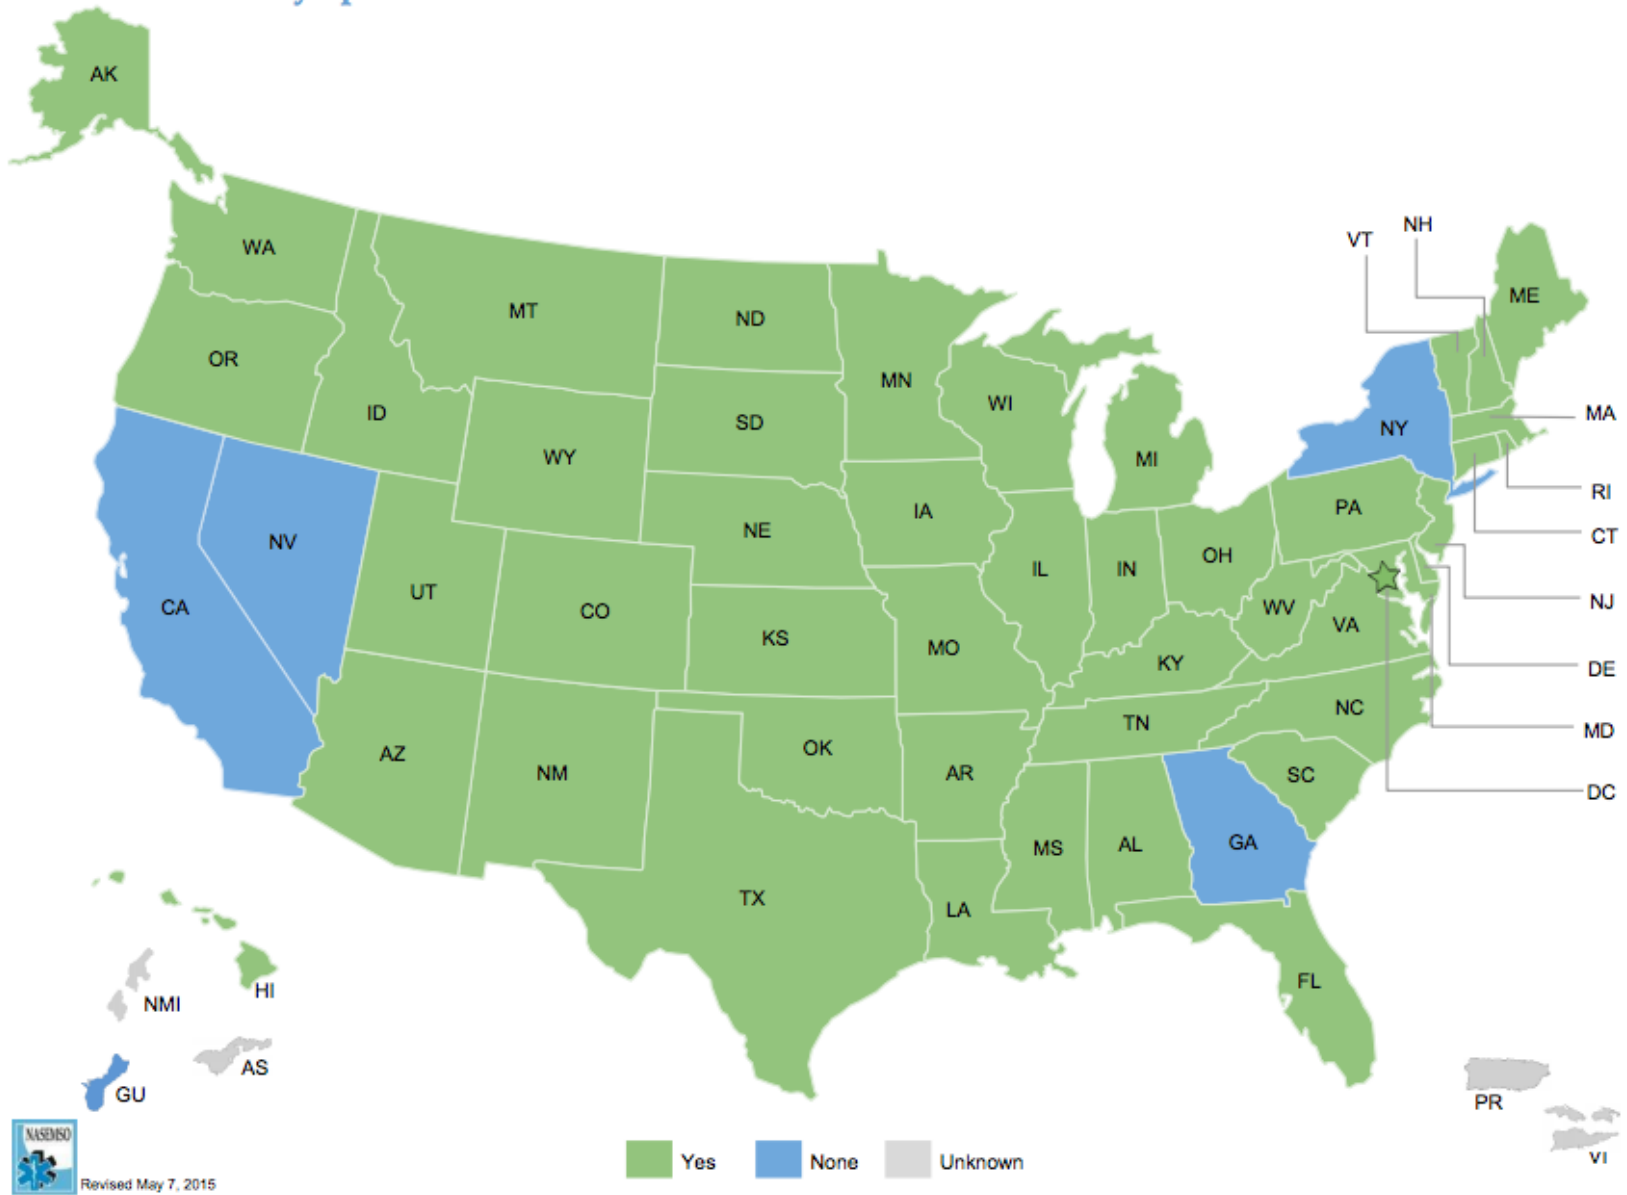 AK
WA
NH
VT
ME
MT
ND
OR
MN
ID
SD
WI
MA
NY
WY
MI
RI
PA
IA
NE
CT
NV
OH
IL
IN
UT
NJ
CO
CA
WV
VA
KS
MO
KY
DE
NC
TN
MD
OK
AZ
NM
AR
SC
DC
GA
MS
AL
TX
LA
FL
HI
NMI
AS
GU
PR
VI
NASEMSO
Revised May 7, 2015
Yes
None
Unknown